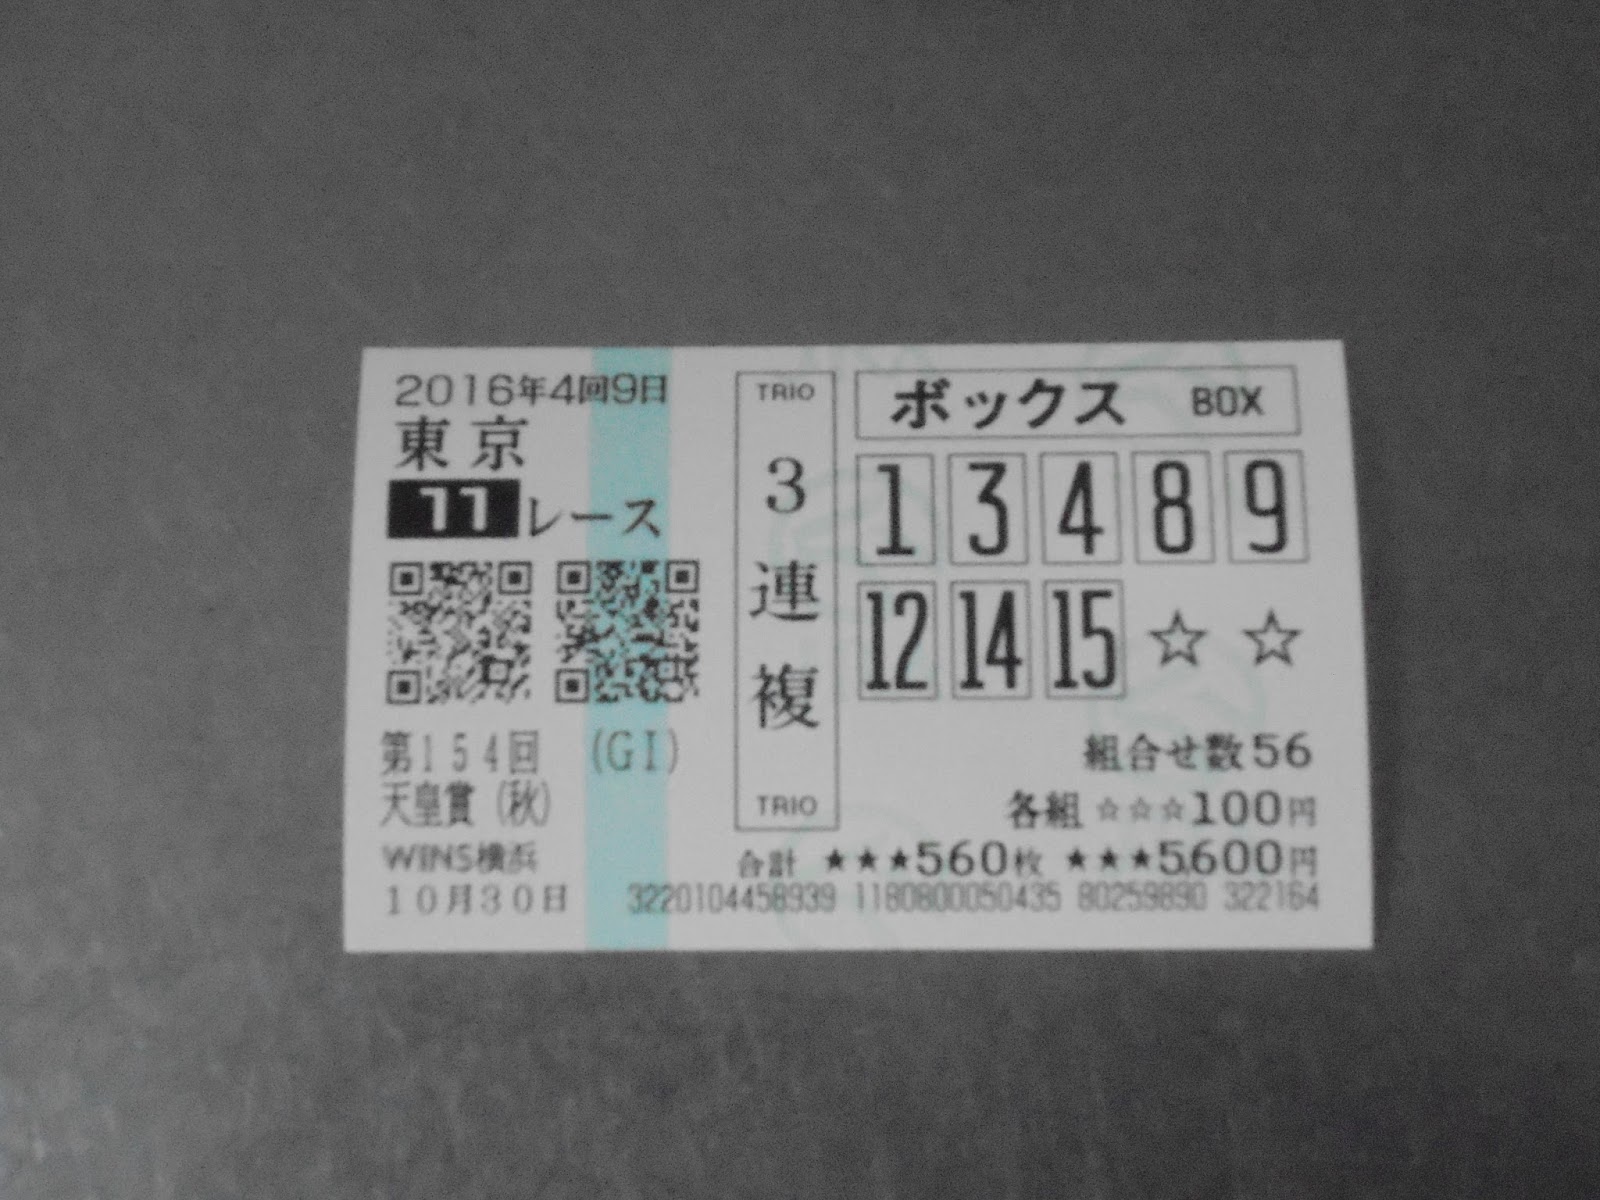 2016年4回9日
東京
11レース
第154回 (GI)
天皇賞(秋)
WINS横浜
10月30日
TRIO
3連複
TRIO
ボックス BOX
1 3 4 8 9
12 14 15 ☆ ☆
組合せ数56
各組 ☆☆☆100円
合計 ★★★560枚 ★★★5,600円
3220104458939 1180800050435 80259890 322164